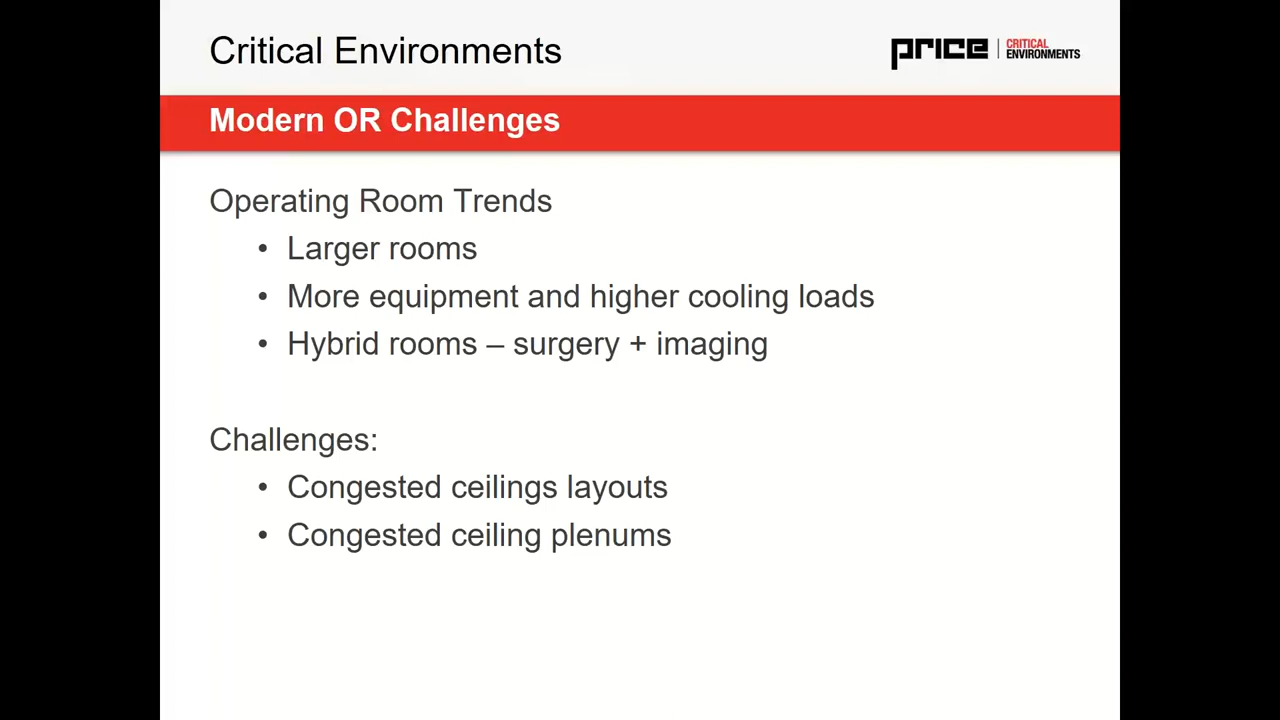 Critical Environments
price | CRITICAL
ENVIRONMENTS
Modern OR Challenges
Operating Room Trends
• Larger rooms
• More equipment and higher cooling loads
• Hybrid rooms – surgery + imaging
Challenges:
• Congested ceilings layouts
• Congested ceiling plenums